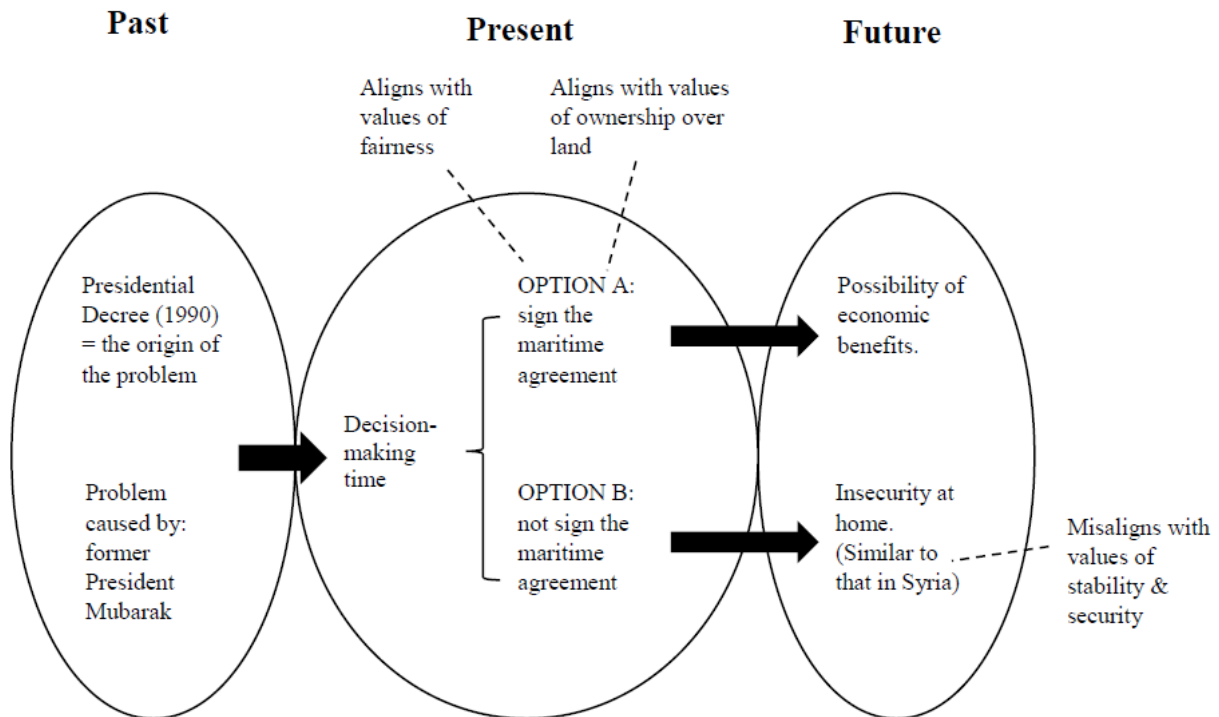 Past
Present
Future
Aligns with
values of
fairness
Aligns with values
of ownership over
land
Presidential
Decree (1990)
= the origin of
the problem
Problem
caused by:
former
President
Mubarak
Decision-
making
time
OPTION A:
sign the
maritime
agreement
OPTION B:
not sign the
maritime
agreement
Possibility of
economic
benefits.
Insecurity at
home.
(Similar to
that in Syria)
Misaligns with
values of
stability &
security